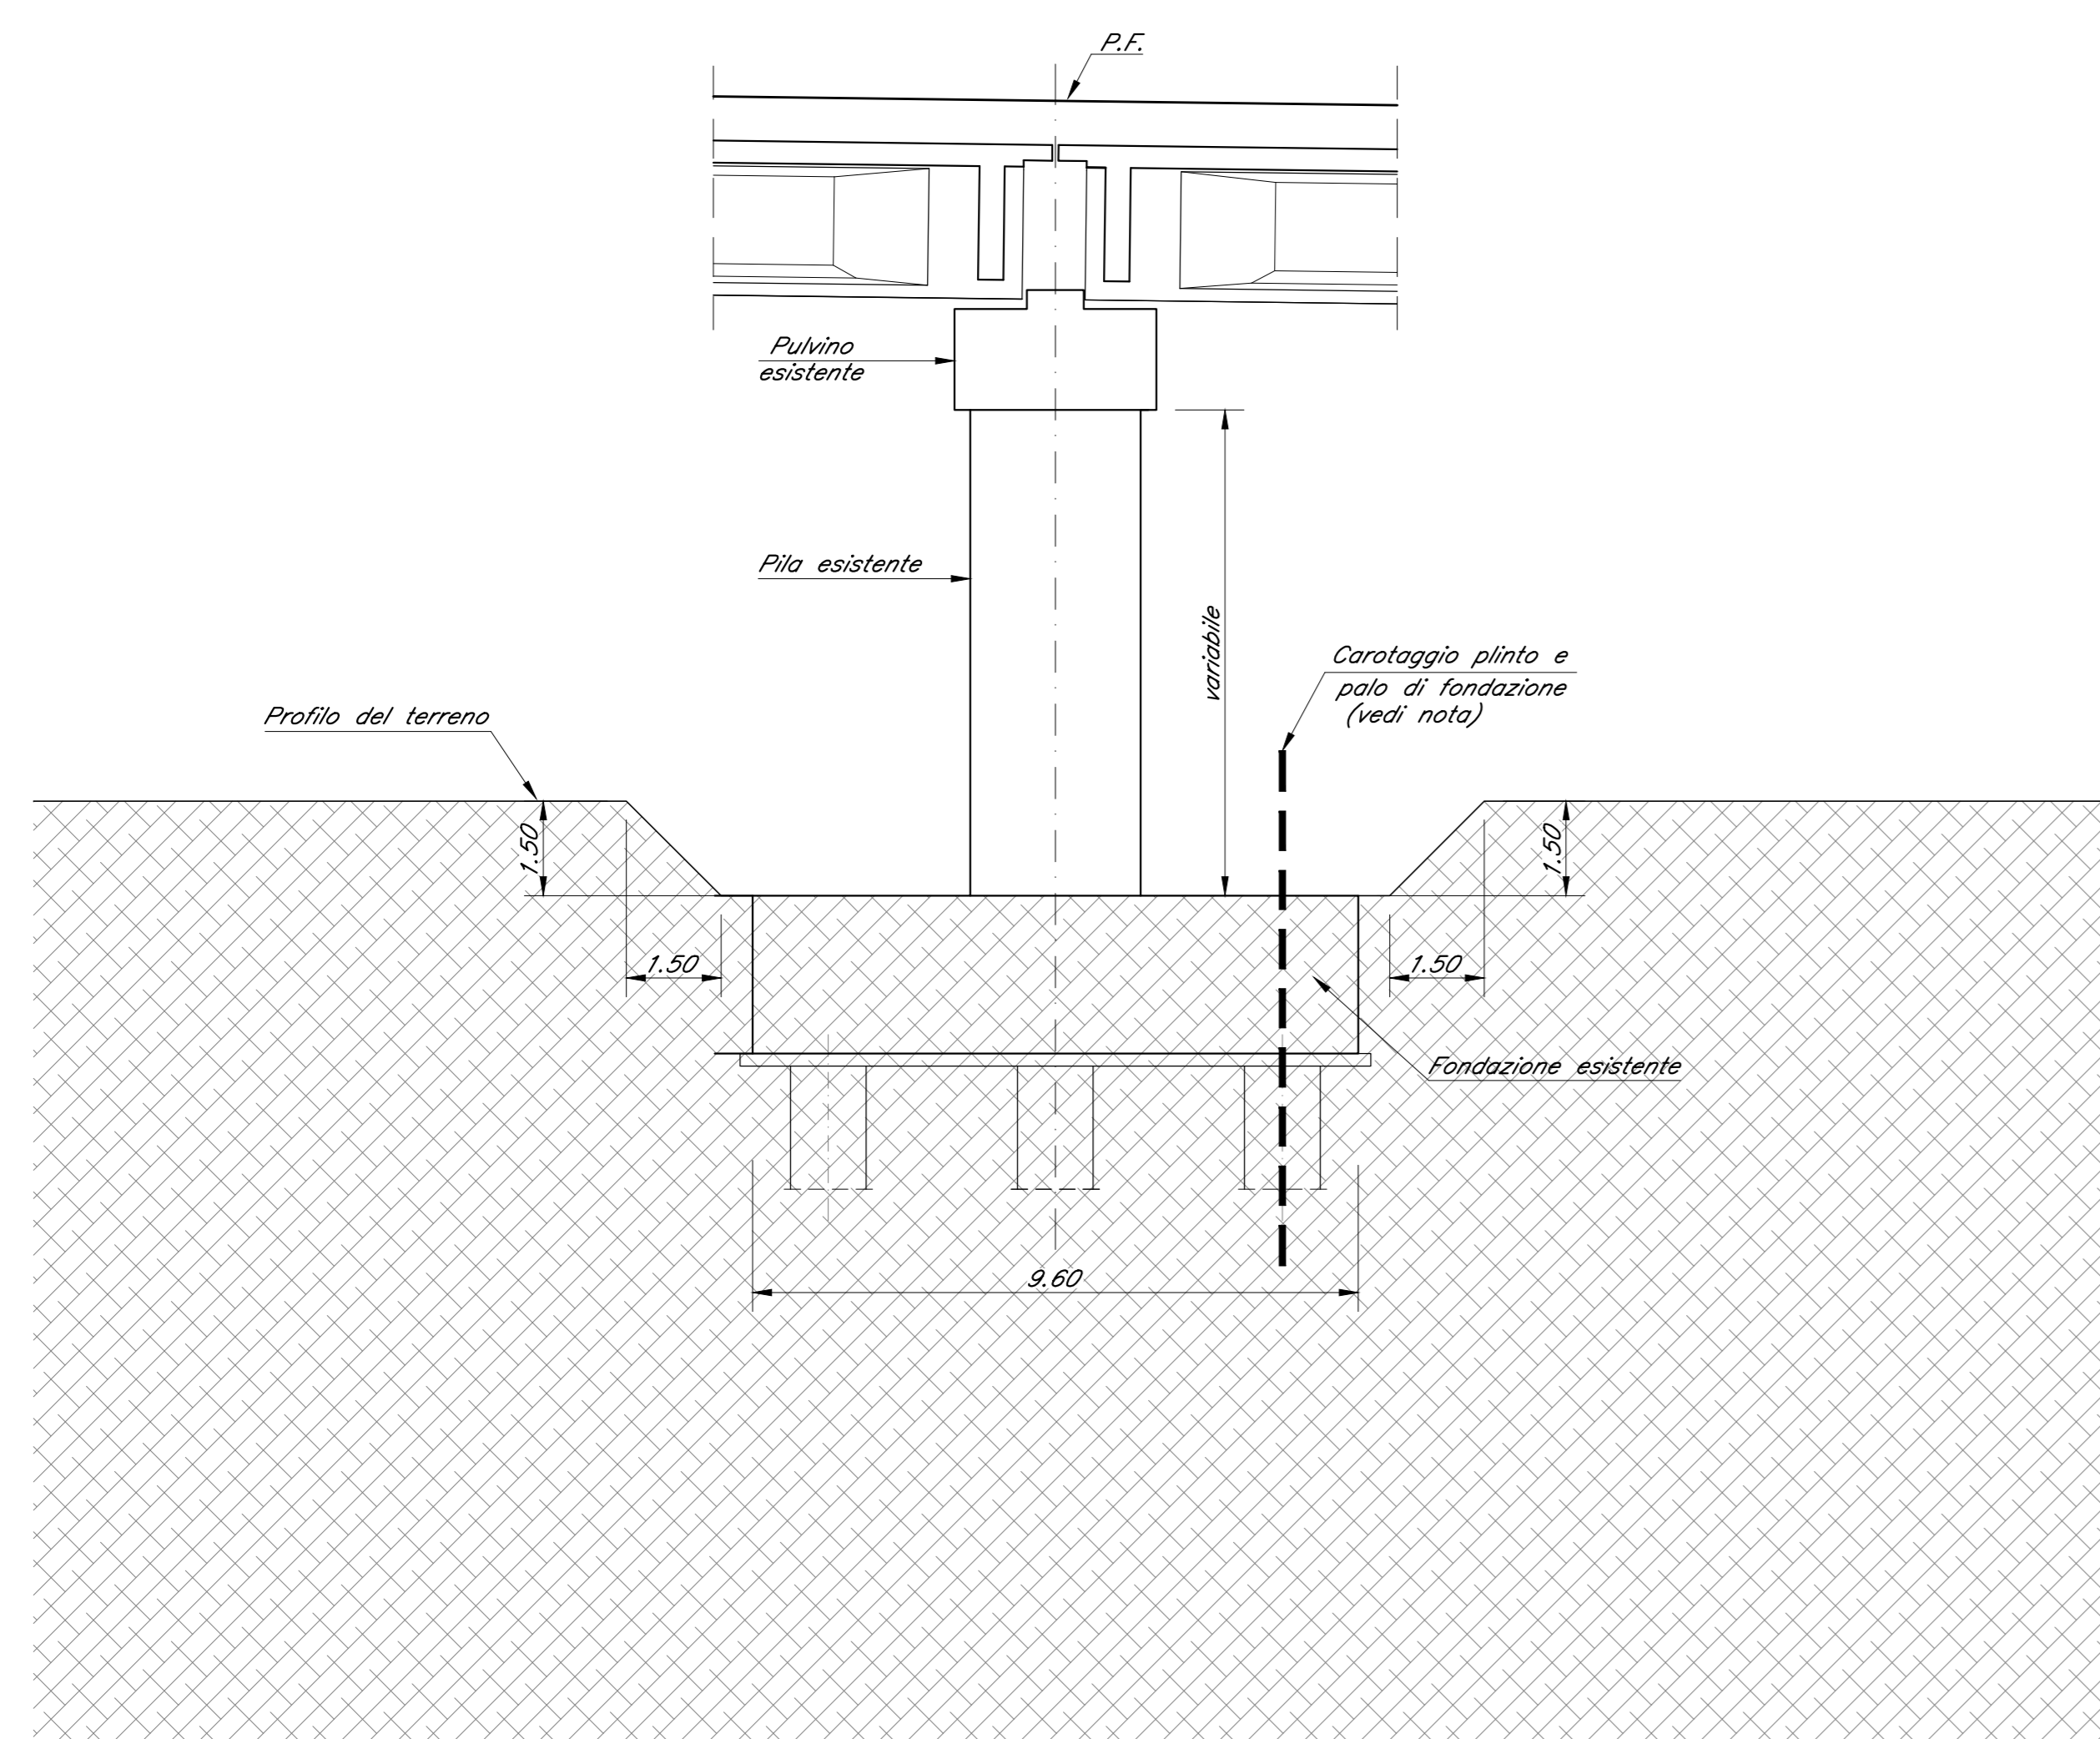 P.F.
Pulvino
esistente
Pila esistente
variabile
Carotaggio plinto e
palo di fondazione
(vedi nota)
Profilo del terreno
1.50
1.50
1.50
1.50
Fondazione esistente
9.60